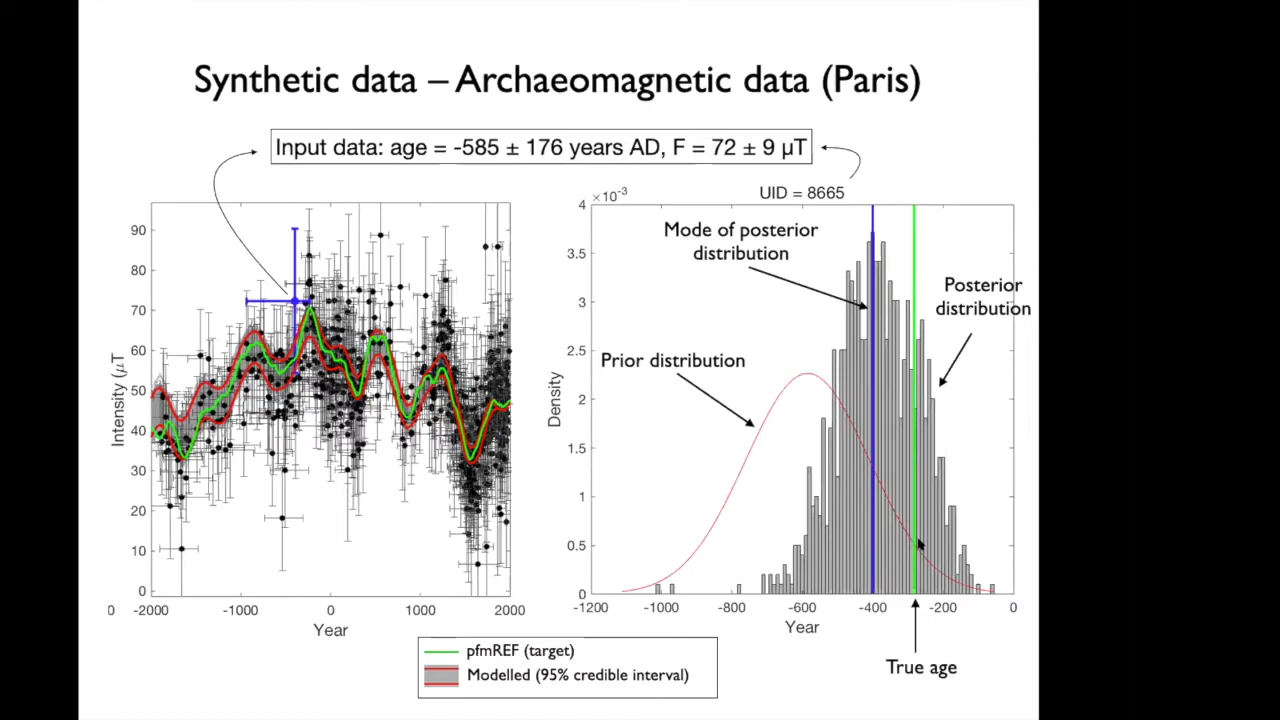 Synthetic data – Archaeomagnetic data (Paris)
Input data: age = -585 ± 176 years AD, F = 72 ± 9 µT
UID = 8665
×10⁻³
90
80
70
60
50
40
30
20
10
0
0
-2000
-1000
0
1000
2000
Intensity (µT
Year
4
3.5
3
2.5
2
1.5
1
0.5
0
-1200
-1000
-800
-600
-400
-200
0
Density
Year
Mode of posterior
distribution
Posterior
distribution
Prior distribution
True age
pfmREF (target)
Modelled (95% credible interval)